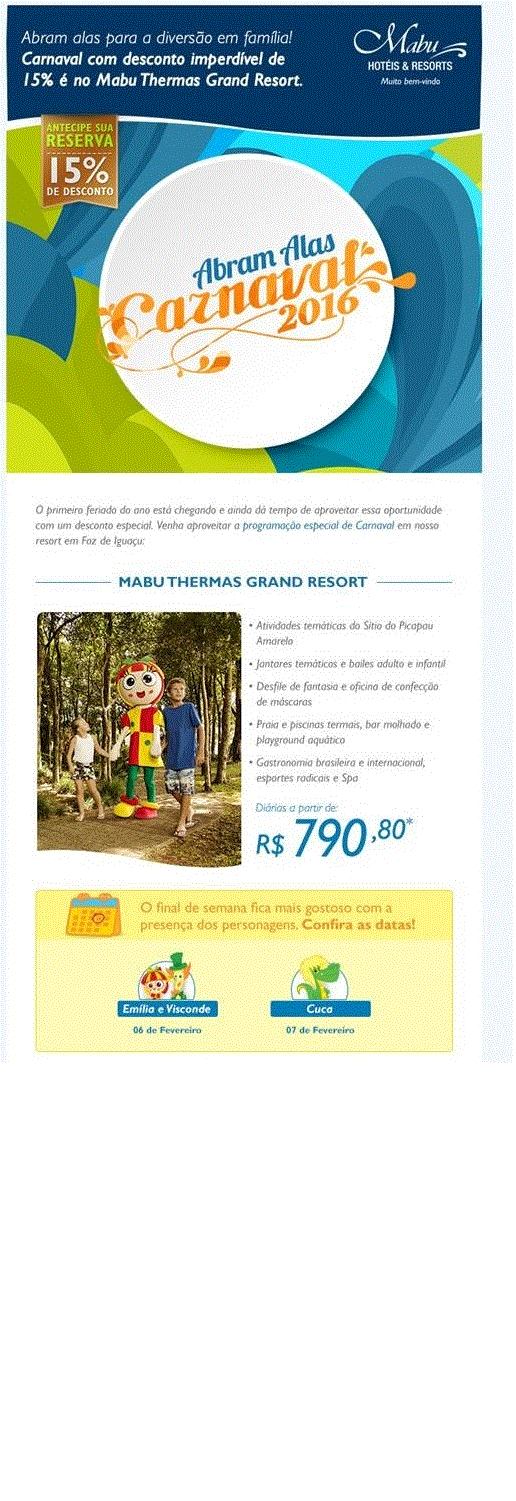 Abram alas para a diversão em família!
Carnaval com desconto imperdível de
15% é no Mabu Thermas Grand Resort.
Mabu
HOTÉIS & RESORTS
Muito bem-vindo
ANTECIPE SUA
RESERVA
15%
DE DESCONTO
Abram Alas
Carnaval
2016
O primeiro feriado do ano está chegando e ainda dá tempo de aproveitar essa oportunidade
com um desconto especial. Venha aproveitar a programação especial de Carnaval em nosso
resort em Foz do Iguaçu:
MABU THERMAS GRAND RESORT
• Atividades temáticas do Sítio do Picapau
Amarelo
• Jantares temáticos e bailes adulto e infantil
• Desfile de fantasia e oficina de confecção
de máscaras
• Praia e piscinas termais, bar molhado e
playground aquático
• Gastronomia brasileira e internacional,
esportes radicais e Spa
Diárias a partir de:
R$ 790,80*
O final de semana fica mais gostoso com a
presença dos personagens. Confira as datas!
Emília e Visconde
06 de Fevereiro
Cuca
07 de Fevereiro